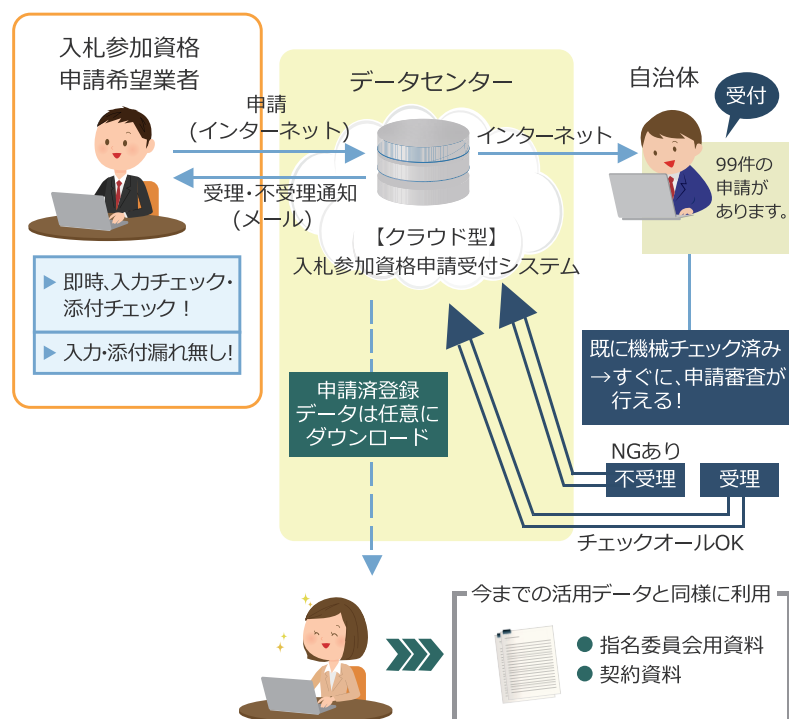 入札参加資格
申請希望業者
データセンター
自治体
受付
申請
(インターネット)
インターネット
99件の
申請が
あります。
受理・不受理通知
(メール)
【クラウド型】
入札参加資格申請受付システム
▶ 即時、入力チェック・
添付チェック！
▶ 入力・添付漏れ無し!
既に機械チェック済み
→すぐに、申請審査が
行える！
申請済登録
データは任意に
ダウンロード
NGあり
不受理
受理
チェックオールOK
今までの活用データと同様に利用
● 指名委員会用資料
● 契約資料